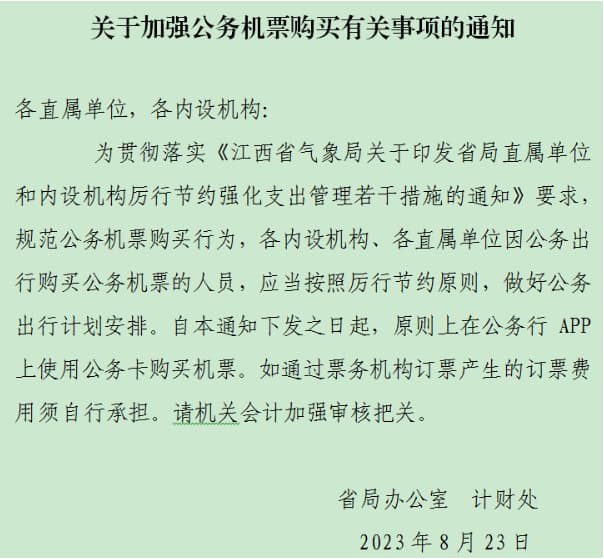 关于加强公务机票购买有关事项的通知
各直属单位，各内设机构：
为贯彻落实《江西省气象局关于印发省局直属单位
和内设机构厉行节约强化支出管理若干措施的通知》要求，
规范公务机票购买行为，各内设机构、各直属单位因公务出
行购买公务机票的人员，应当按照厉行节约原则，做好公务
出行计划安排。自本通知下发之日起，原则上在公务行 APP
上使用公务卡购买机票。如通过票务机构订票产生的订票费
用须自行承担。请机关会计加强审核把关。
省局办公室 计财处
2023 年 8 月 23 日